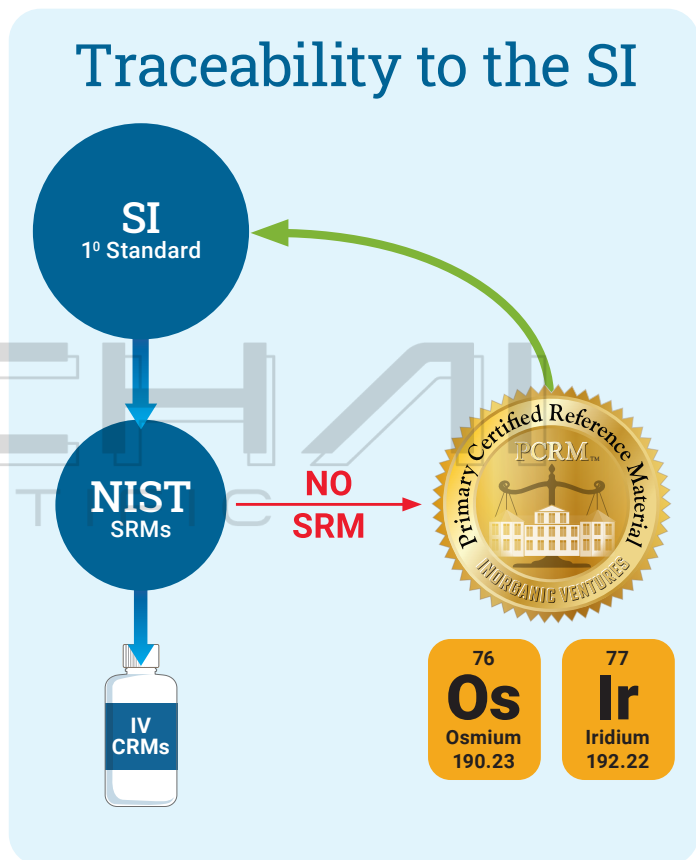 Traceability to the SI
SI
1⁰ Standard
NIST
SRMs
NO
SRM
IV
CRMs
Primary Certified Reference Material
PCRM™
INORGANIC VENTURES
76
Os
Osmium
190.23
77
Ir
Iridium
192.22